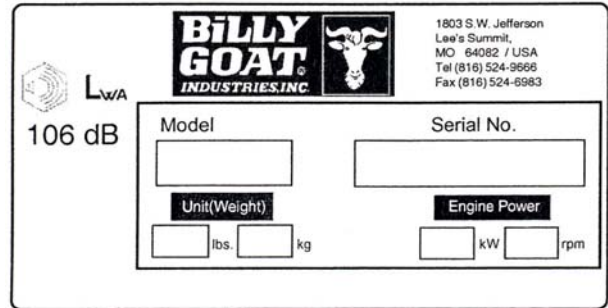 BILLY
GOAT®
INDUSTRIES,INC.
1803 S.W. Jefferson
Lee's Summit,
MO 64082 / USA
Tel (816) 524-9666
Fax (816) 524-6983
LWA
106 dB
Model
Serial No.
Unit(Weight)
Engine Power
lbs. kg
kW rpm